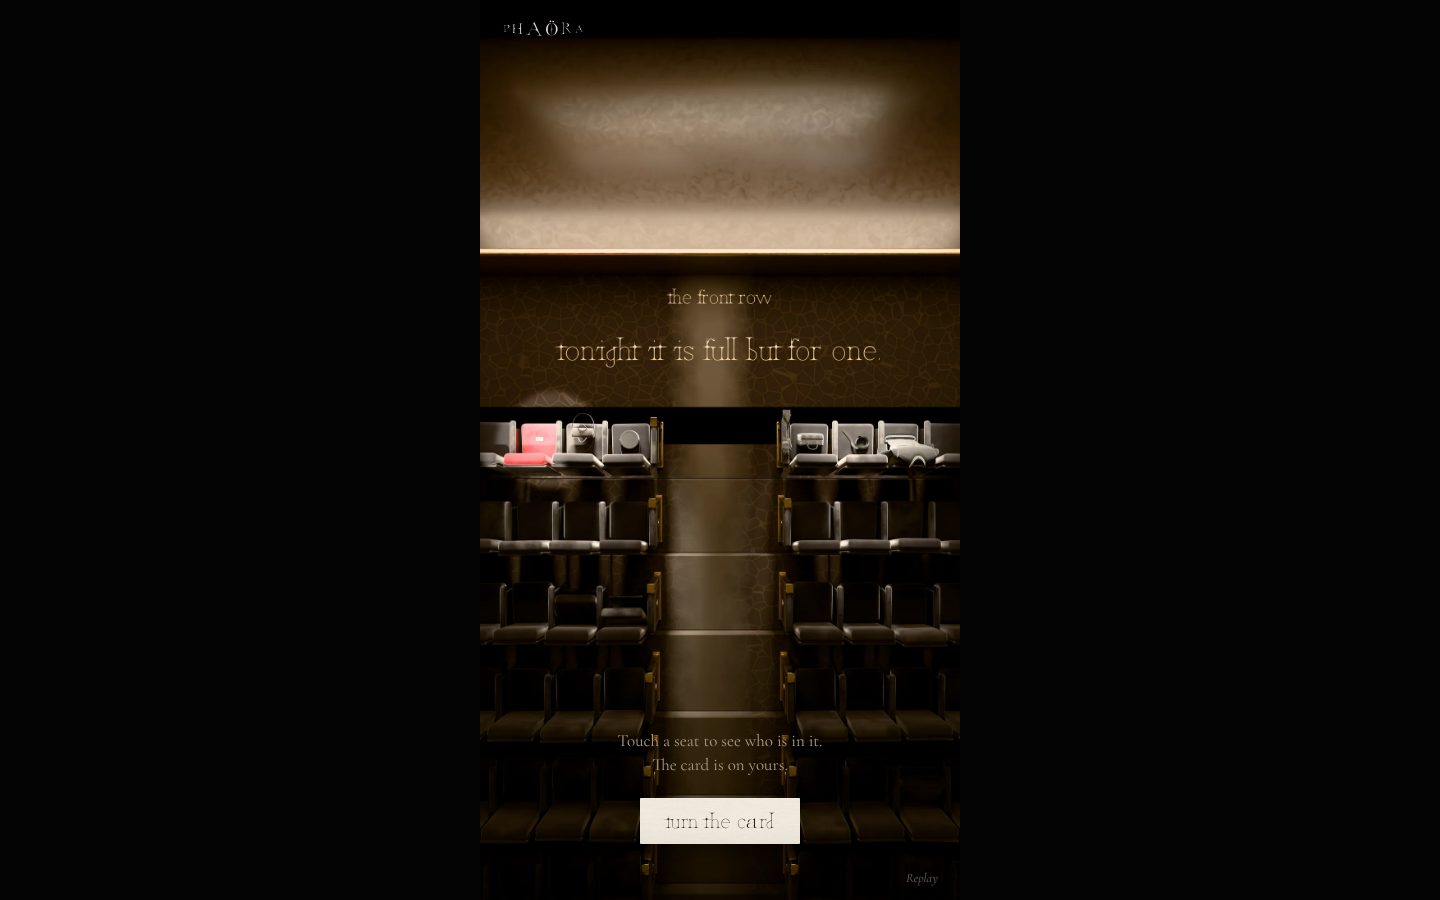 PHAÖRA
the front row
tonight it is full but for one.
Touch a seat to see who is in it.
The card is on yours.
turn the card
Replay